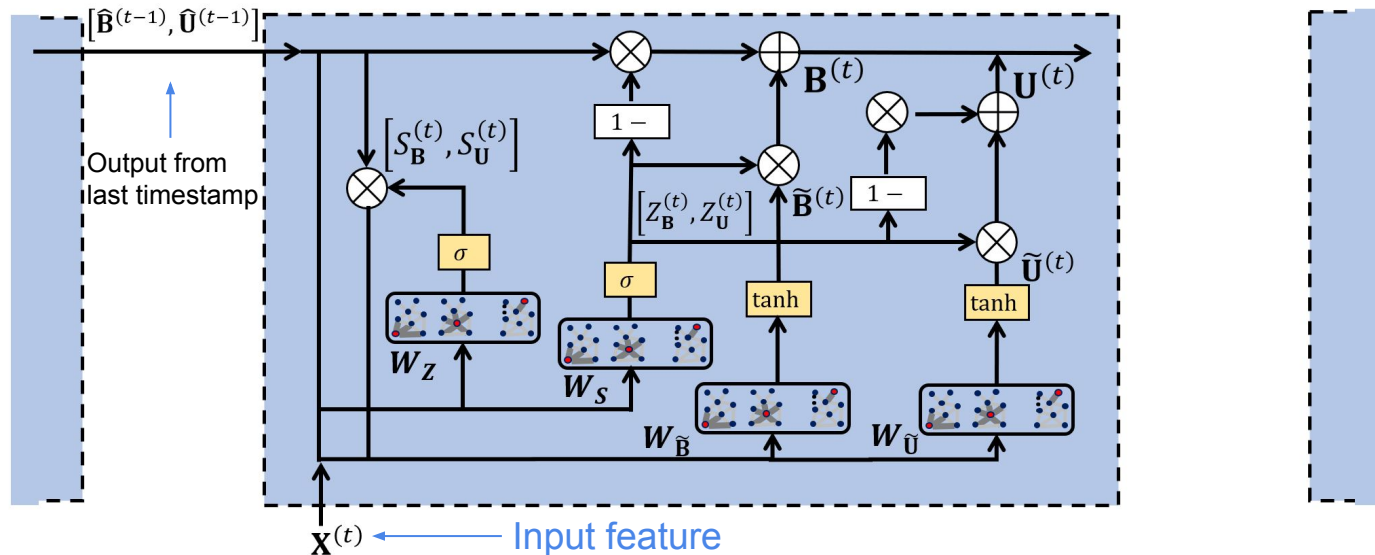 [B̂^(t−1), Û^(t−1)]
B^(t)
U^(t)
1 −
[S_B^(t), S_U^(t)]
Output from
last timestamp
1 −
B̃^(t)
[Z_B^(t), Z_U^(t)]
σ
Ũ^(t)
σ
tanh
tanh
W_Z
W_S
W_B̃
W_Ũ
X^(t)
Input feature